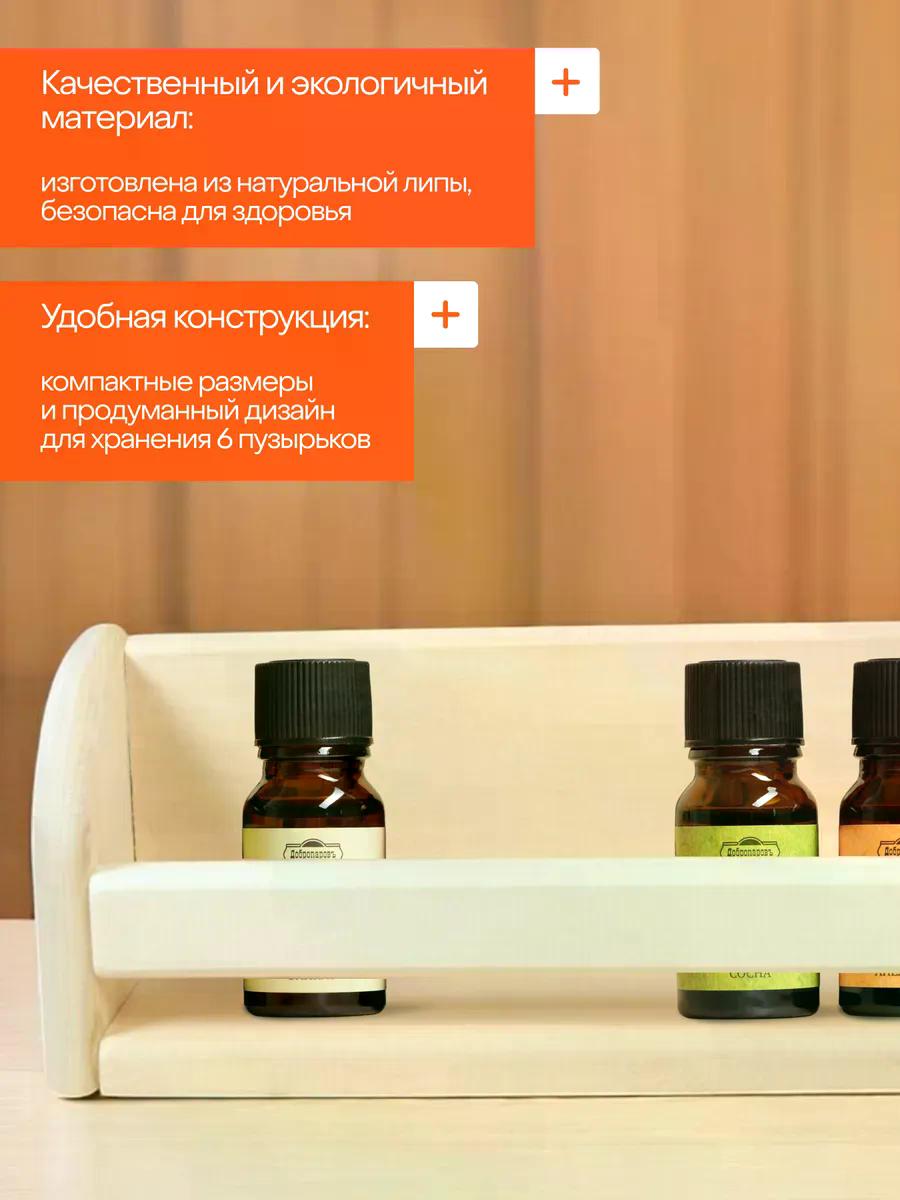 Качественный и экологичный
материал:
изготовлена из натуральной липы,
безопасна для здоровья
Удобная конструкция:
компактные размеры
и продуманный дизайн
для хранения 6 пузырьков
Добропаровъ
Добропаровъ
СОСНА